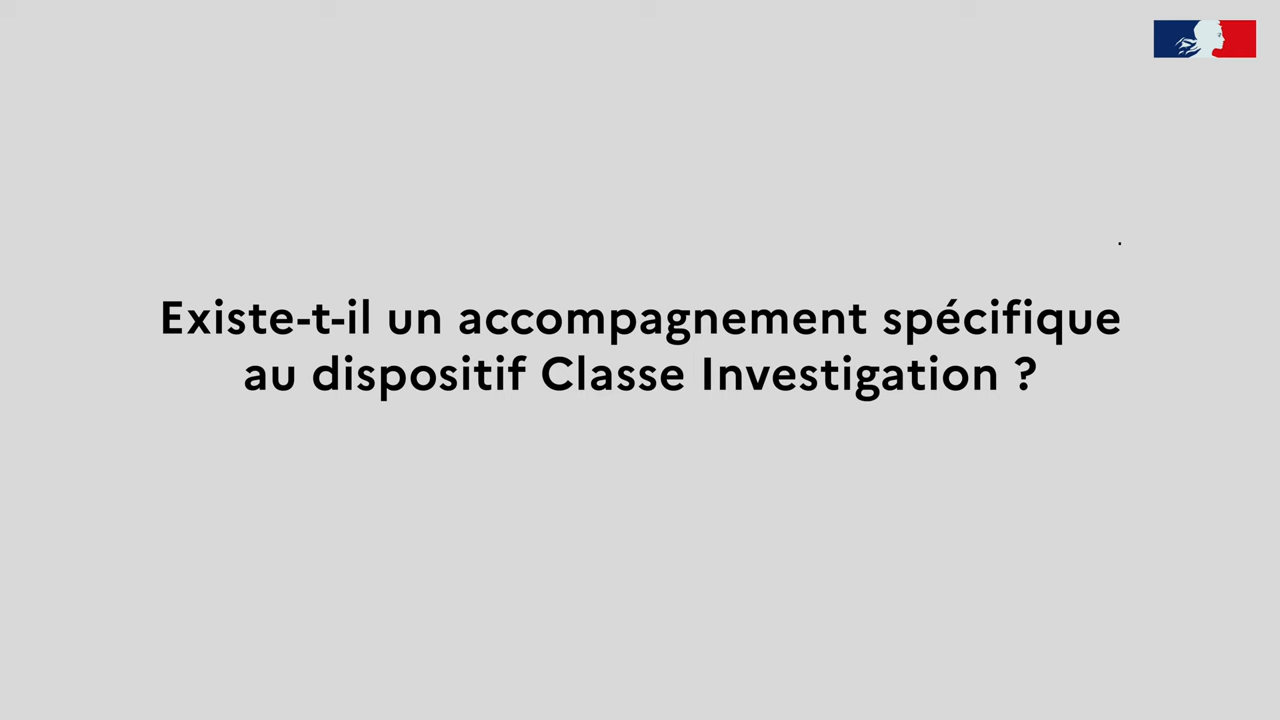 Existe-t-il un accompagnement spécifique
au dispositif Classe Investigation ?